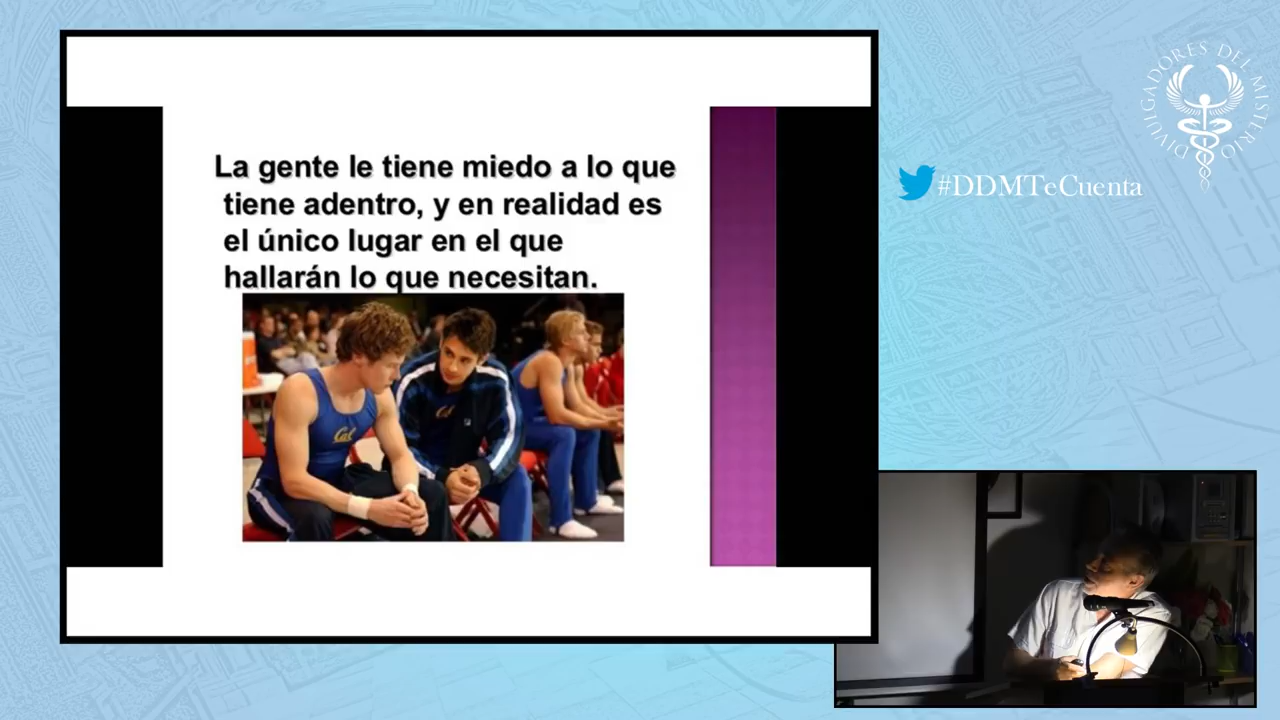 La gente le tiene miedo a lo que
tiene adentro, y en realidad es
el único lugar en el que
hallarán lo que necesitan.
Cal
Cal
#DDMTeCuenta
DIVULGADORES DEL MISTERIO